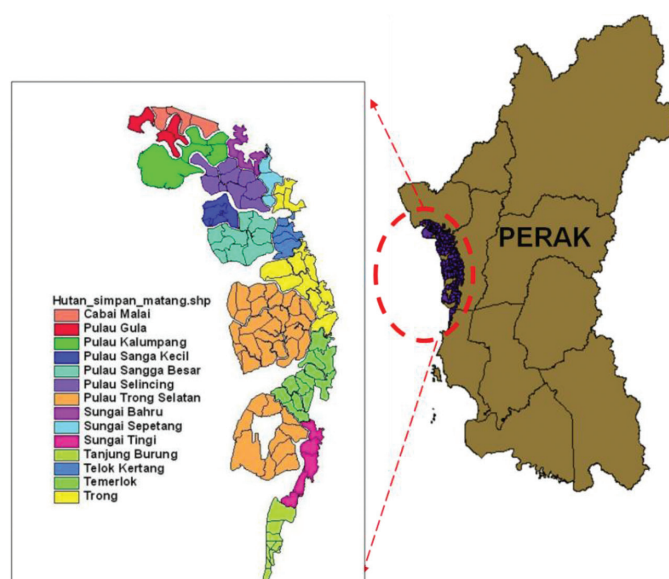 PERAK
Hutan_simpan_matang.shp
Cabai Malai
Pulau Gula
Pulau Kalumpang
Pulau Sanga Kecil
Pulau Sangga Besar
Pulau Selincing
Pulau Trong Selatan
Sungai Bahru
Sungai Sepetang
Sungai Tingi
Tanjung Burung
Telok Kertang
Temerlok
Trong